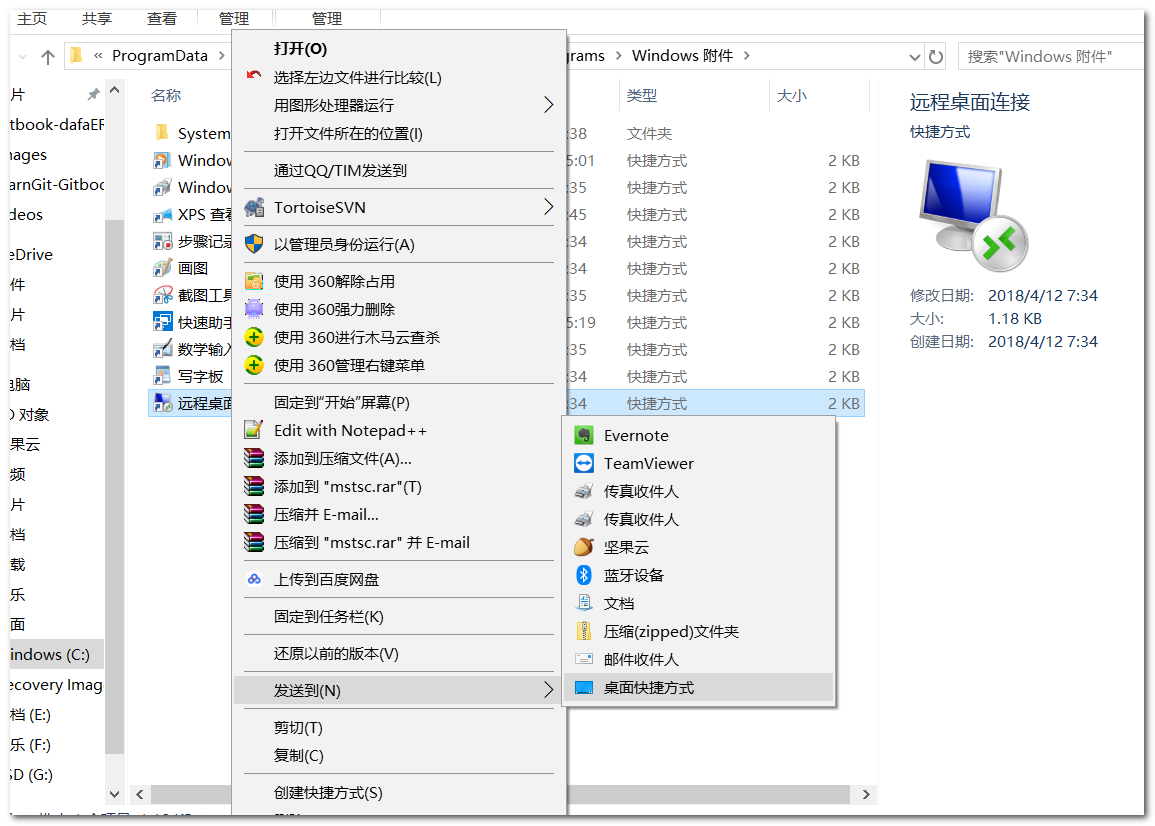 主页 共享 查看 管理 管理
« ProgramData
grams Windows 附件
搜索"Windows 附件"
片
tbook-dafaER
mages
arnGit-Gitboo
deos
eDrive
件
片
档
电脑
D 对象
果云
频
片
档
载
乐
面
indows (C:)
ecovery Imag
档 (E:)
乐 (F:)
SD (G:)
名称
System
Window
Window
XPS 查看
步骤记录
画图
截图工具
快速助手
数学输入
写字板
远程桌面
打开(O)
选择左边文件进行比较(L)
用图形处理器运行
打开文件所在的位置(I)
通过QQ/TIM发送到
TortoiseSVN
以管理员身份运行(A)
使用 360解除占用
使用 360强力删除
使用 360进行木马云查杀
使用 360管理右键菜单
固定到"开始"屏幕(P)
Edit with Notepad++
添加到压缩文件(A)...
添加到 "mstsc.rar"(T)
压缩并 E-mail...
压缩到 "mstsc.rar" 并 E-mail
上传到百度网盘
固定到任务栏(K)
还原以前的版本(V)
发送到(N)
剪切(T)
复制(C)
创建快捷方式(S)
类型 大小
:38 文件夹
5:01 快捷方式 2 KB
:35 快捷方式 2 KB
:45 快捷方式 2 KB
:34 快捷方式 2 KB
:34 快捷方式 2 KB
:35 快捷方式 2 KB
5:19 快捷方式 2 KB
:35 快捷方式 2 KB
:34 快捷方式 2 KB
:34 快捷方式 2 KB
Evernote
TeamViewer
传真收件人
传真收件人
坚果云
蓝牙设备
文档
压缩(zipped)文件夹
邮件收件人
桌面快捷方式
远程桌面连接
快捷方式
修改日期: 2018/4/12 7:34
大小: 1.18 KB
创建日期: 2018/4/12 7:34